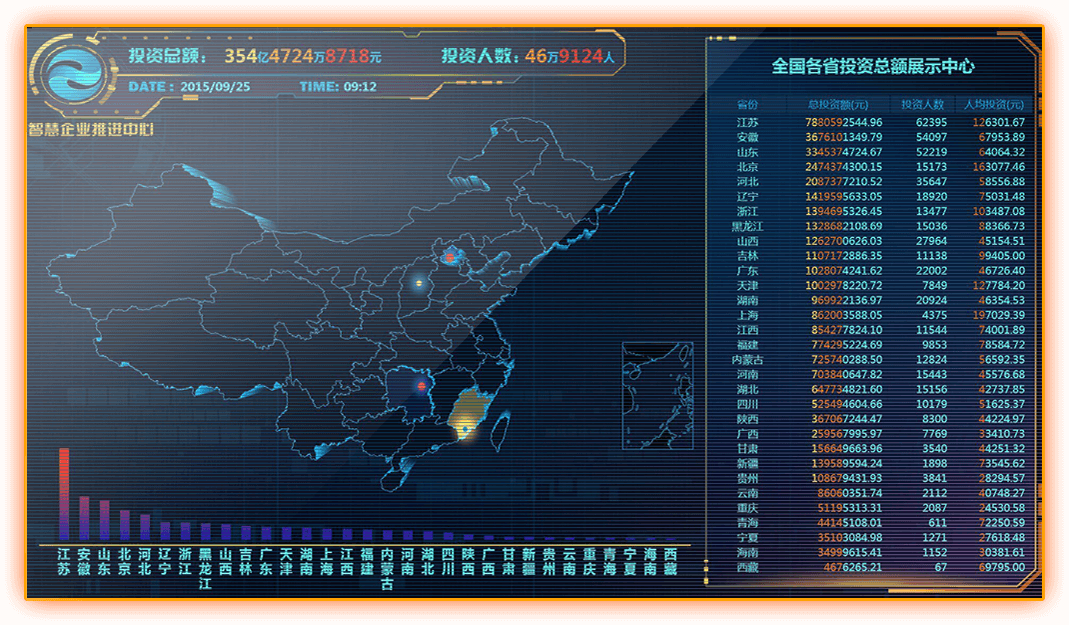 投资总额: 354亿4724万8718元
投资人数: 46万9124人
DATE: 2015/09/25 TIME: 09:12
智慧企业推进中心
全国各省投资总额展示中心
省份 总投资额(元) 投资人数 人均投资(元)
江苏 7880592544.96 62395 126301.67
安徽 3676101349.79 54097 67953.89
山东 3345374724.67 52219 64064.32
北京 2474374300.15 15173 163077.46
河北 2087377210.52 35647 58556.88
辽宁 1419595633.05 18920 75031.48
浙江 1394695326.45 13477 103487.08
黑龙江 1328682108.69 15036 88366.73
山西 1262700626.03 27964 45154.51
吉林 1107172886.35 11138 99405.00
广东 1028074241.62 22002 46726.40
天津 1002978220.72 7849 127784.20
湖南 969922136.97 20924 46354.53
上海 862003588.05 4375 197029.39
江西 854277824.10 11544 74001.89
福建 774295224.69 9853 78584.72
内蒙古 725740288.50 12824 56592.35
河南 703840647.82 15443 45576.68
湖北 647734821.60 15156 42737.85
四川 525494604.66 10179 51625.37
陕西 367067244.47 8300 44224.97
广西 259567995.97 7769 33410.73
甘肃 156649663.96 3540 44251.32
新疆 139589594.24 1898 73545.62
贵州 108679431.93 3841 28294.57
云南 86060351.74 2112 40748.27
重庆 51195313.31 2087 24530.58
青海 44145108.01 611 72250.59
宁夏 35103084.98 1271 27618.48
海南 34999615.41 1152 30381.61
西藏 4676265.21 67 69795.00
江苏 安徽 山东 北京 河北 辽宁 浙江 黑龙江 山西 吉林 广东 天津 湖南 上海 江西 福建 内蒙古 河南 湖北 四川 陕西 广西 甘肃 新疆 贵州 云南 重庆 青海 宁夏 海南 西藏